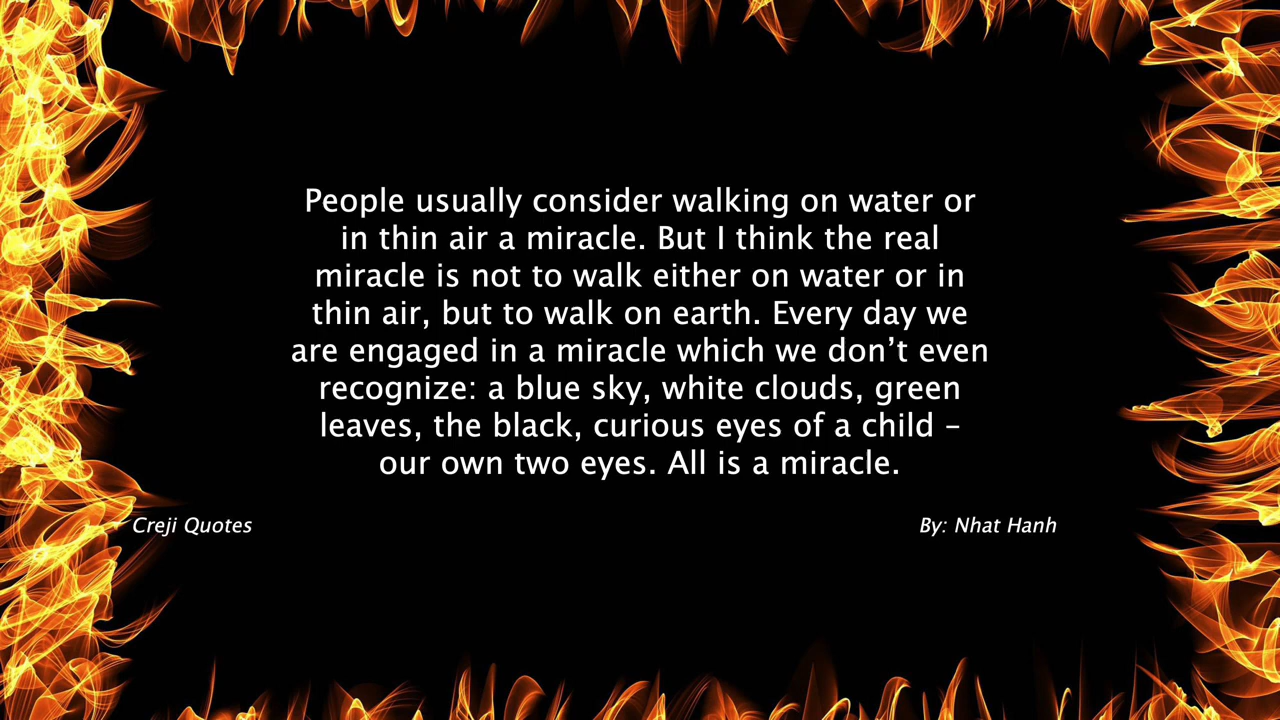 People usually consider walking on water or
in thin air a miracle. But I think the real
miracle is not to walk either on water or in
thin air, but to walk on earth. Every day we
are engaged in a miracle which we don’t even
recognize: a blue sky, white clouds, green
leaves, the black, curious eyes of a child –
our own two eyes. All is a miracle.
Creji Quotes
By: Nhat Hanh